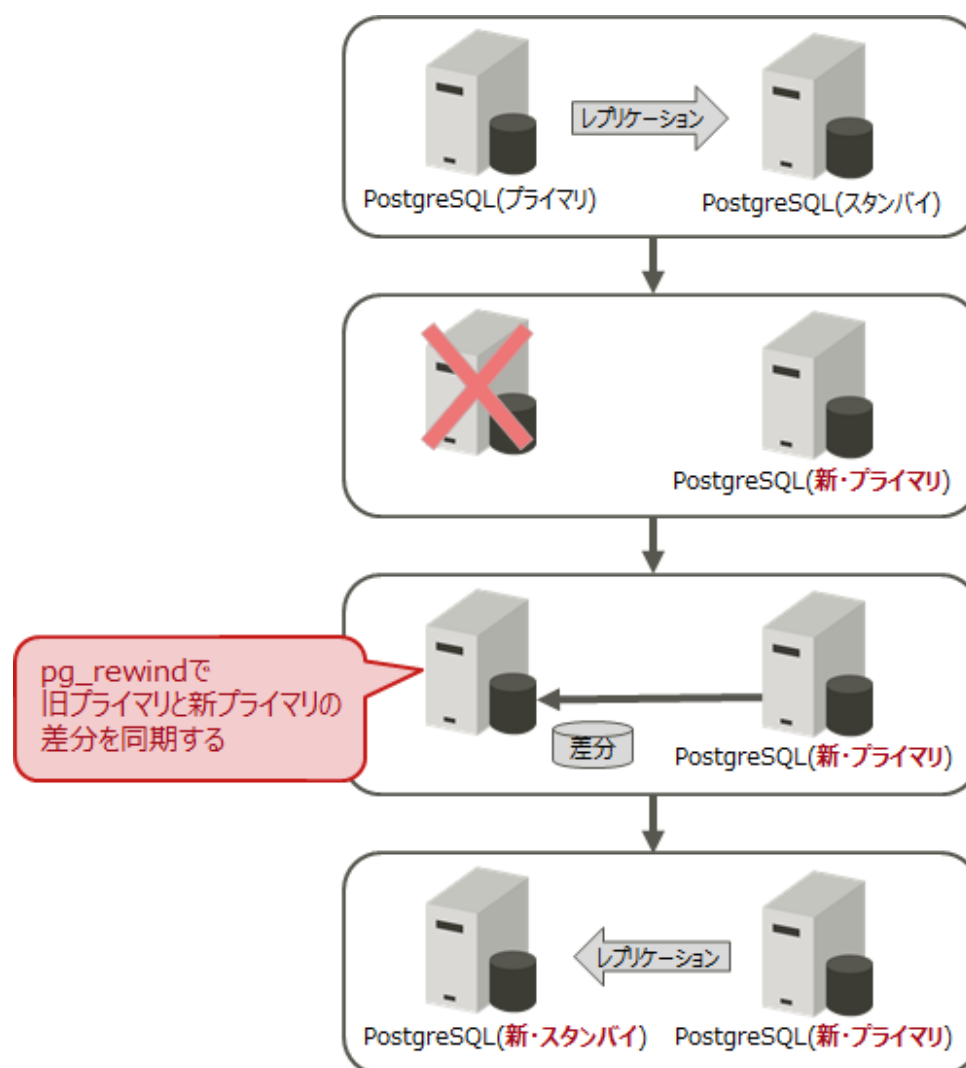 レプリケーション
PostgreSQL(プライマリ)
PostgreSQL(スタンバイ)
PostgreSQL(新・プライマリ)
pg_rewindで
旧プライマリと新プライマリの
差分を同期する
差分
PostgreSQL(新・プライマリ)
レプリケーション
PostgreSQL(新・スタンバイ)
PostgreSQL(新・プライマリ)